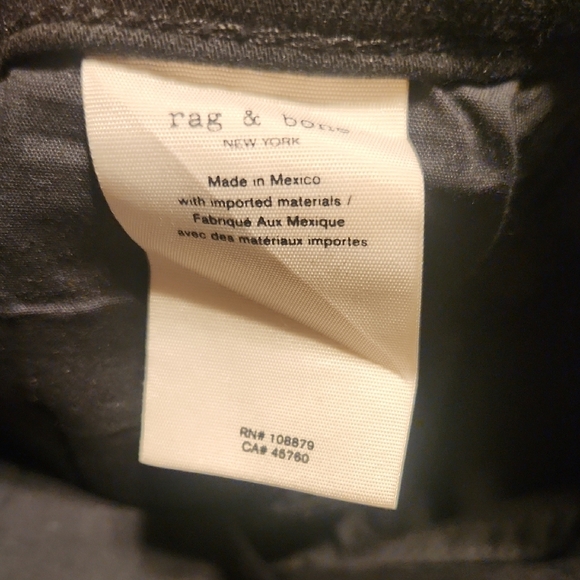 rag & bone
NEW YORK
Made in Mexico
with imported materials /
Fabriqué Aux Mexique
avec des matériaux importes
RN# 108879
CA# 45760